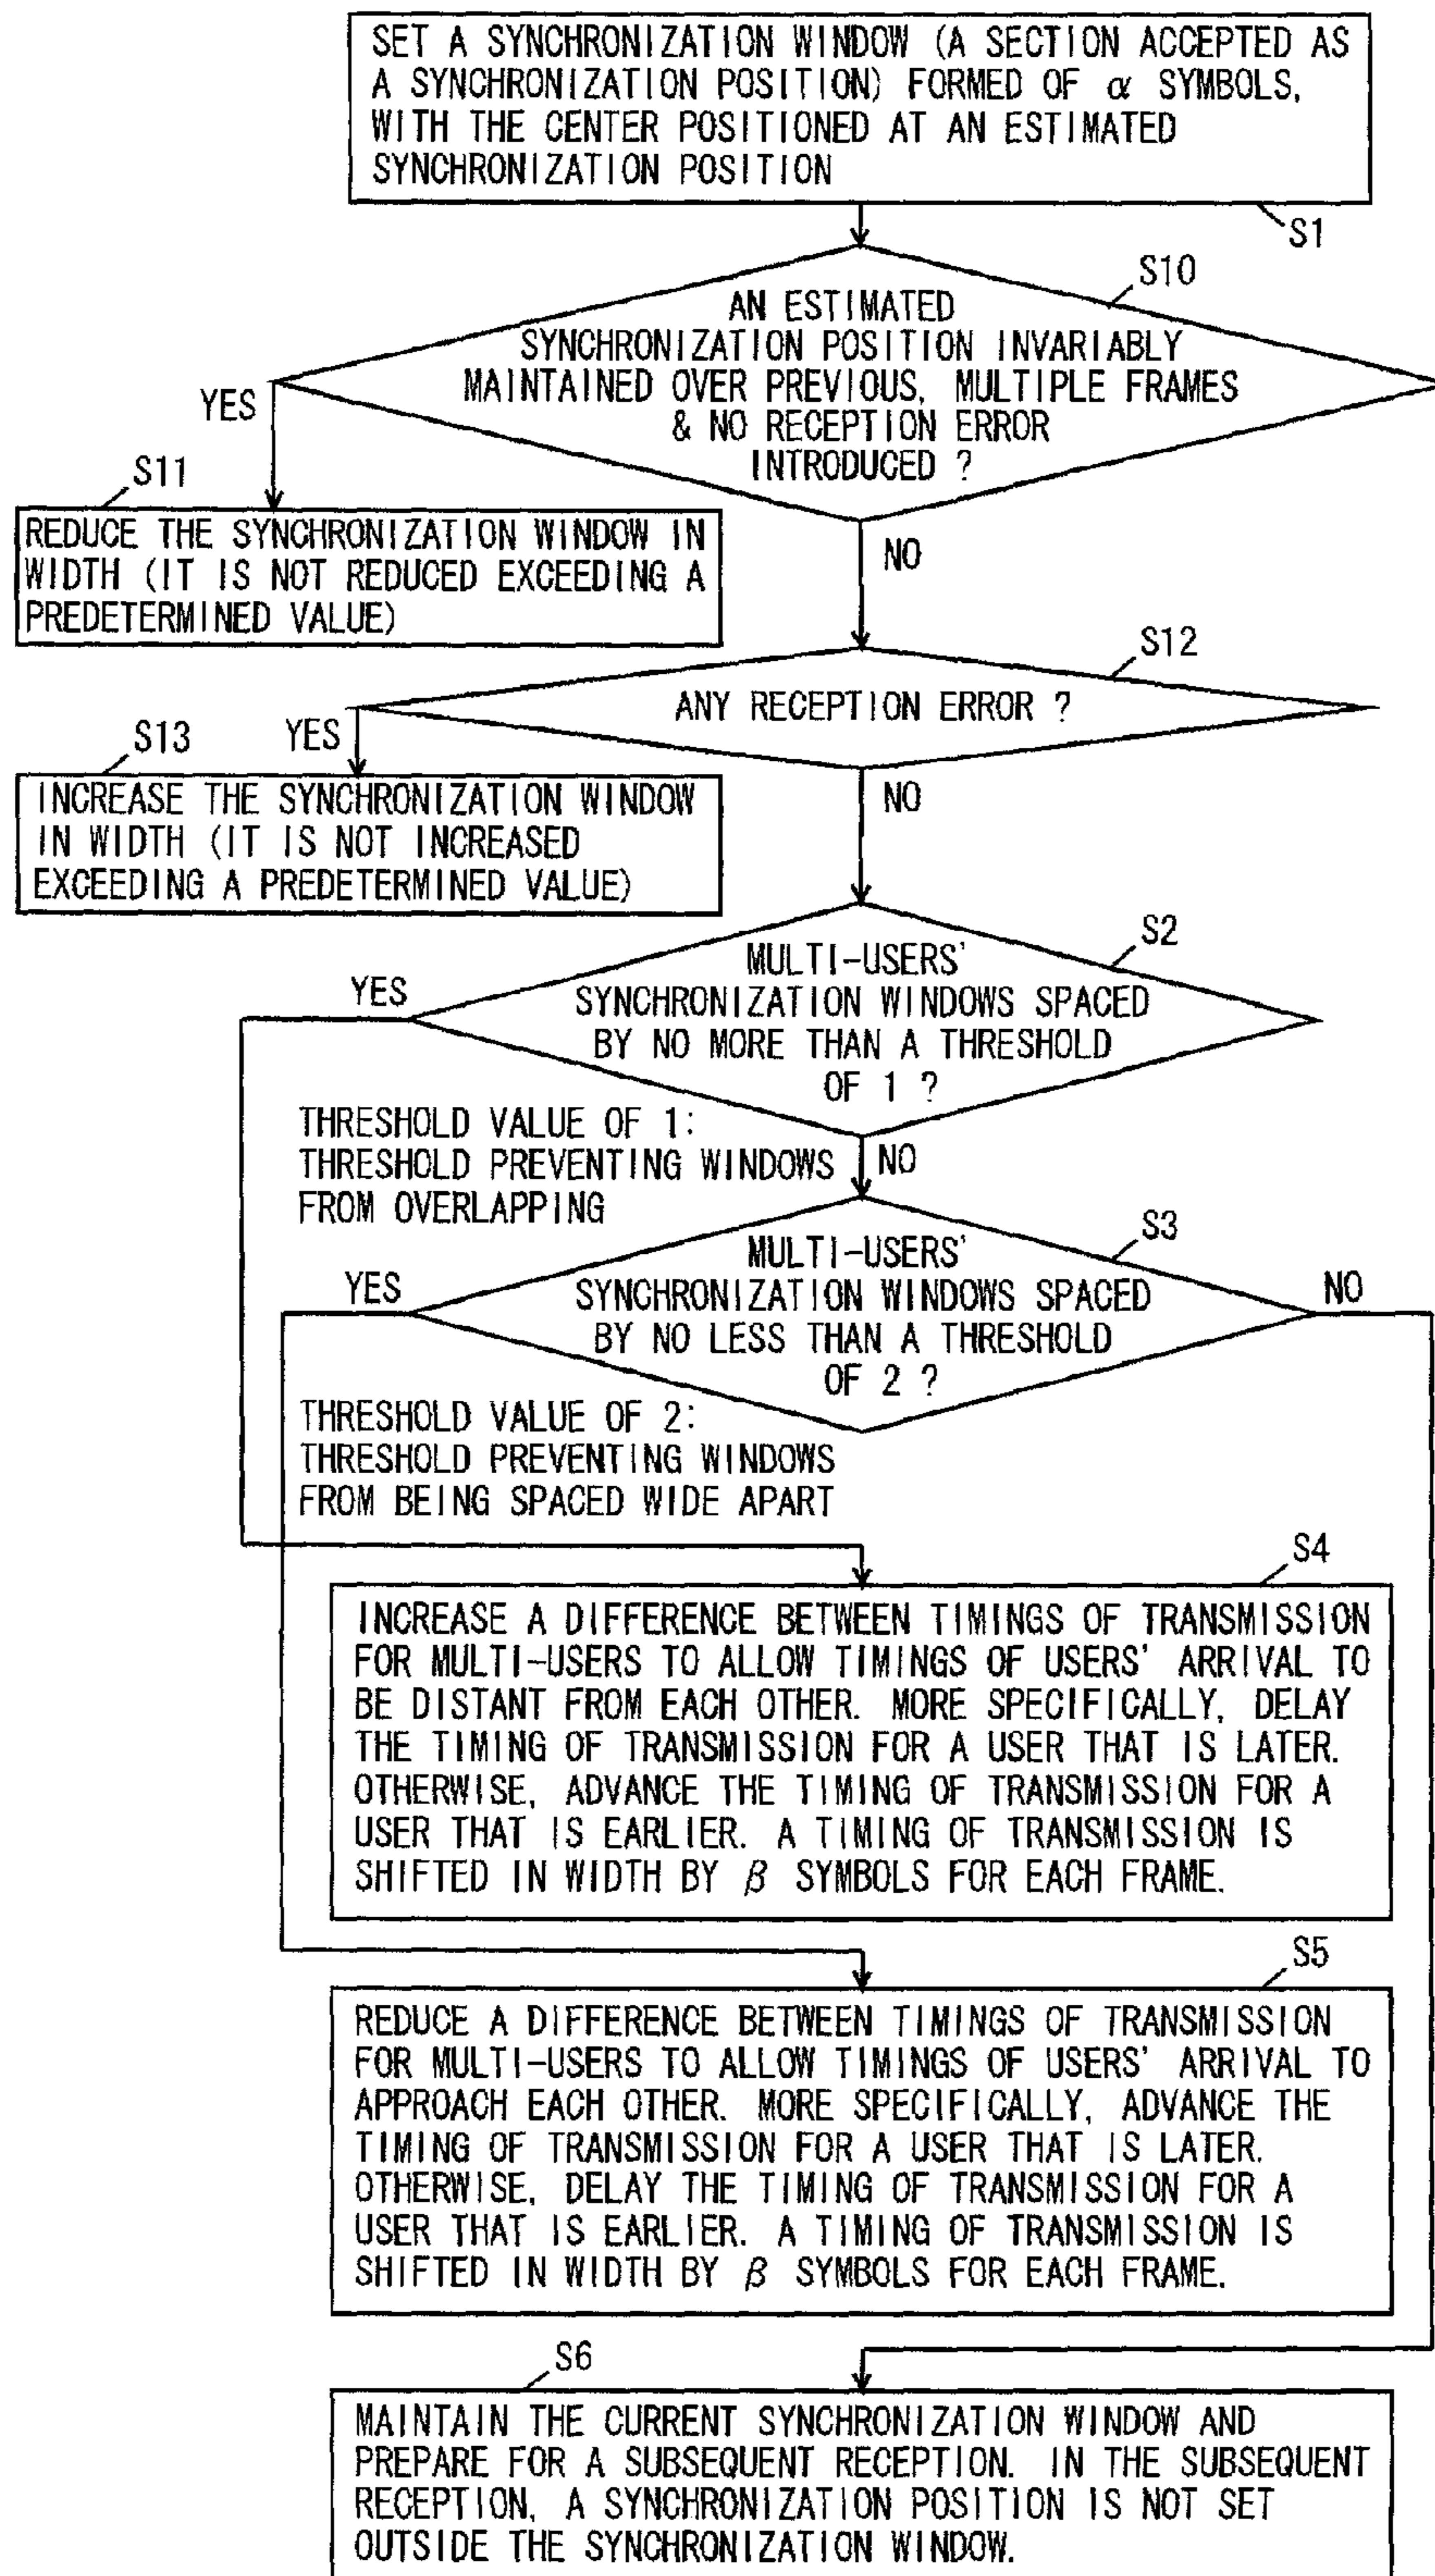 SET A SYNCHRONIZATION WINDOW (A SECTION ACCEPTED AS
A SYNCHRONIZATION POSITION) FORMED OF α SYMBOLS,
WITH THE CENTER POSITIONED AT AN ESTIMATED
SYNCHRONIZATION POSITION
S1
S10
AN ESTIMATED
SYNCHRONIZATION POSITION INVARIABLY
MAINTAINED OVER PREVIOUS, MULTIPLE FRAMES
& NO RECEPTION ERROR
INTRODUCED ?
YES
S11
REDUCE THE SYNCHRONIZATION WINDOW IN
WIDTH (IT IS NOT REDUCED EXCEEDING A
PREDETERMINED VALUE)
NO
S12
ANY RECEPTION ERROR ?
YES
S13
INCREASE THE SYNCHRONIZATION WINDOW
IN WIDTH (IT IS NOT INCREASED
EXCEEDING A PREDETERMINED VALUE)
NO
S2
MULTI-USERS'
SYNCHRONIZATION WINDOWS SPACED
BY NO MORE THAN A THRESHOLD
OF 1 ?
YES
THRESHOLD VALUE OF 1:
THRESHOLD PREVENTING WINDOWS
FROM OVERLAPPING
NO
S3
MULTI-USERS'
SYNCHRONIZATION WINDOWS SPACED
BY NO LESS THAN A THRESHOLD
OF 2 ?
YES
NO
THRESHOLD VALUE OF 2:
THRESHOLD PREVENTING WINDOWS
FROM BEING SPACED WIDE APART
S4
INCREASE A DIFFERENCE BETWEEN TIMINGS OF TRANSMISSION
FOR MULTI-USERS TO ALLOW TIMINGS OF USERS' ARRIVAL TO
BE DISTANT FROM EACH OTHER. MORE SPECIFICALLY, DELAY
THE TIMING OF TRANSMISSION FOR A USER THAT IS LATER.
OTHERWISE, ADVANCE THE TIMING OF TRANSMISSION FOR A
USER THAT IS EARLIER. A TIMING OF TRANSMISSION IS
SHIFTED IN WIDTH BY β SYMBOLS FOR EACH FRAME.
S5
REDUCE A DIFFERENCE BETWEEN TIMINGS OF TRANSMISSION
FOR MULTI-USERS TO ALLOW TIMINGS OF USERS' ARRIVAL TO
APPROACH EACH OTHER. MORE SPECIFICALLY, ADVANCE THE
TIMING OF TRANSMISSION FOR A USER THAT IS LATER.
OTHERWISE, DELAY THE TIMING OF TRANSMISSION FOR A
USER THAT IS EARLIER. A TIMING OF TRANSMISSION IS
SHIFTED IN WIDTH BY β SYMBOLS FOR EACH FRAME.
S6
MAINTAIN THE CURRENT SYNCHRONIZATION WINDOW AND
PREPARE FOR A SUBSEQUENT RECEPTION. IN THE SUBSEQUENT
RECEPTION, A SYNCHRONIZATION POSITION IS NOT SET
OUTSIDE THE SYNCHRONIZATION WINDOW.